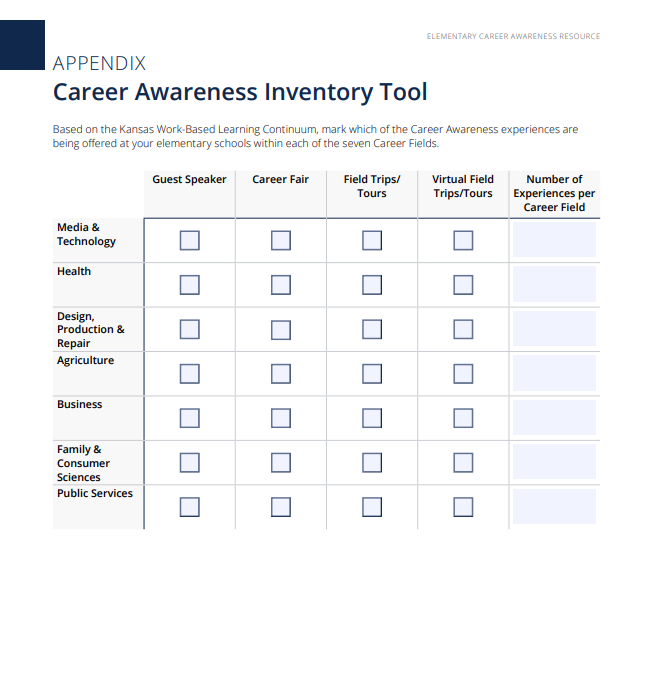 ELEMENTARY CAREER AWARENESS RESOURCE
APPENDIX
Career Awareness Inventory Tool
Based on the Kansas Work-Based Learning Continuum, mark which of the Career Awareness experiences are
being offered at your elementary schools within each of the seven Career Fields.
Guest Speaker
Career Fair
Field Trips/
Tours
Virtual Field
Trips/Tours
Number of
Experiences per
Career Field
Media &
Technology
Health
Design,
Production &
Repair
Agriculture
Business
Family &
Consumer
Sciences
Public Services